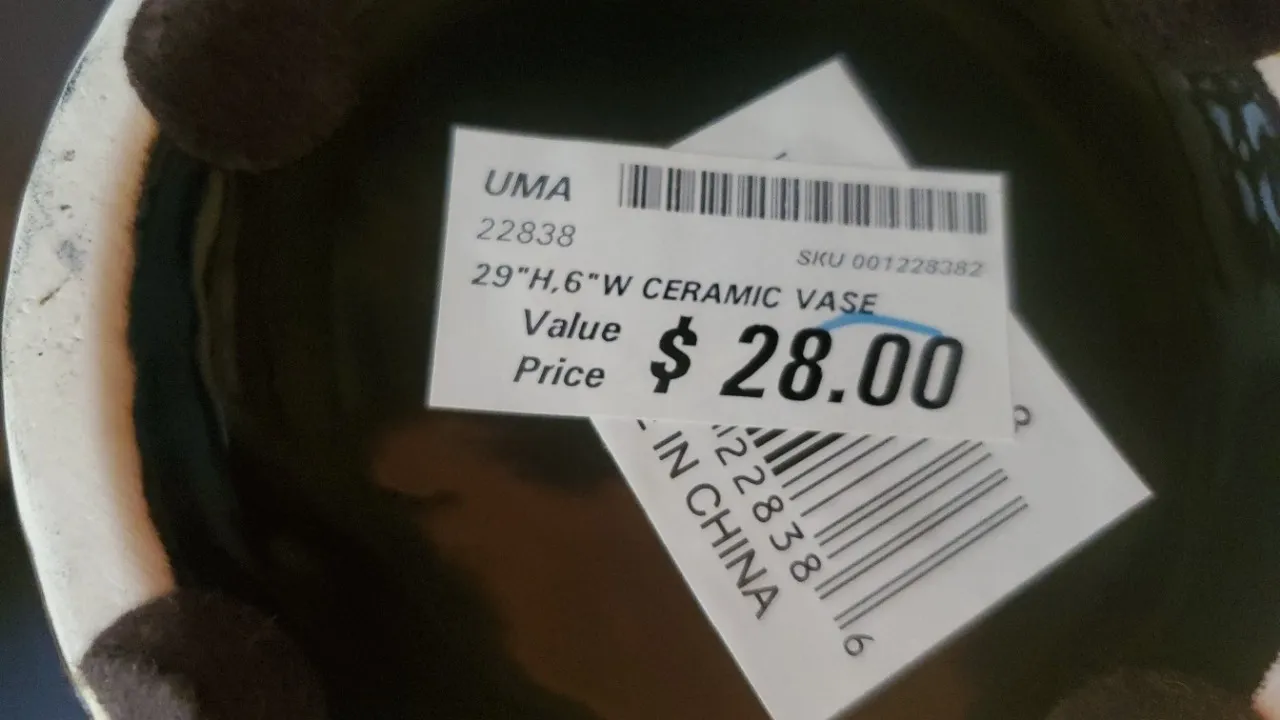 UMA
22838
SKU 001228382
29"H,6"W CERAMIC VASE
Value
Price
$ 28.00
IN CHINA
22838
6